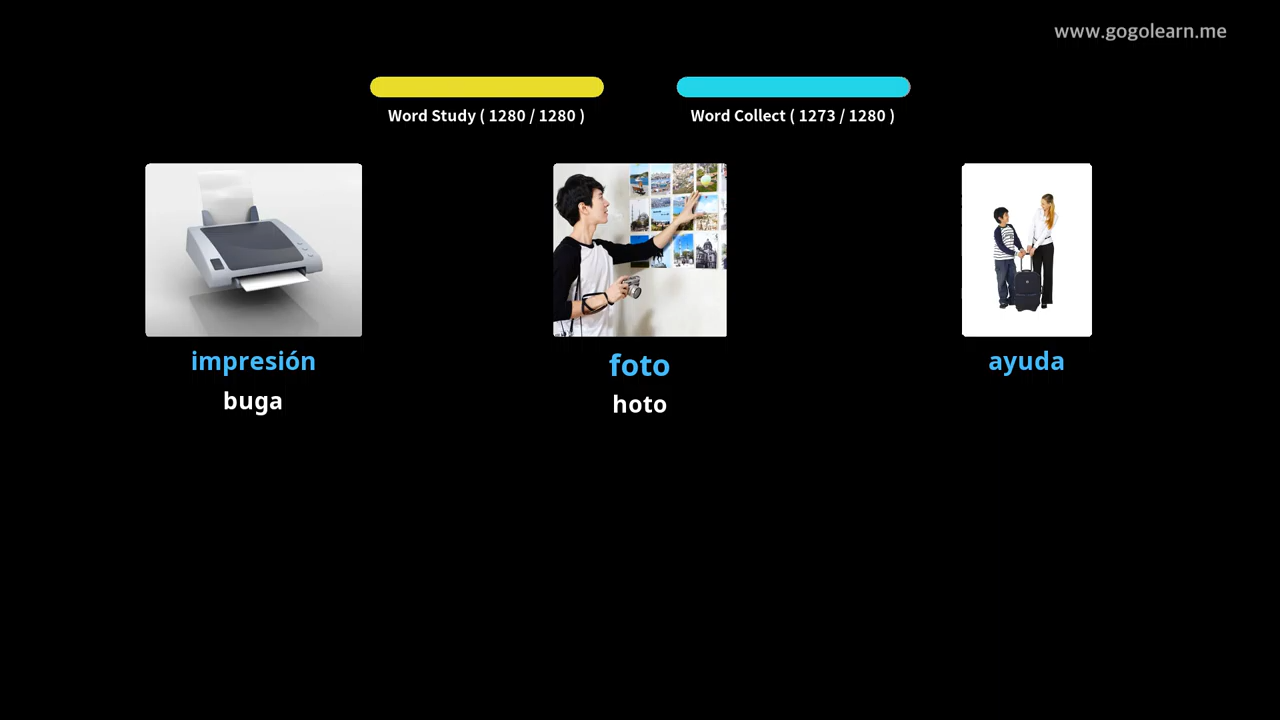 www.gogolearn.me
Word Study ( 1280 / 1280 )
Word Collect ( 1273 / 1280 )
impresión
buga
foto
hoto
ayuda